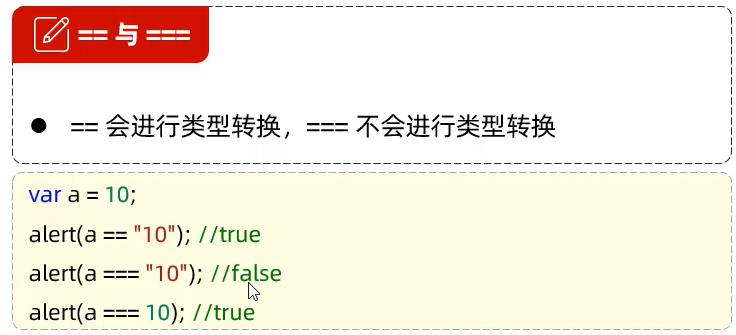 == 与 ===
● == 会进行类型转换，=== 不会进行类型转换
var a = 10;
alert(a == "10"); //true
alert(a === "10"); //false
alert(a === 10); //true